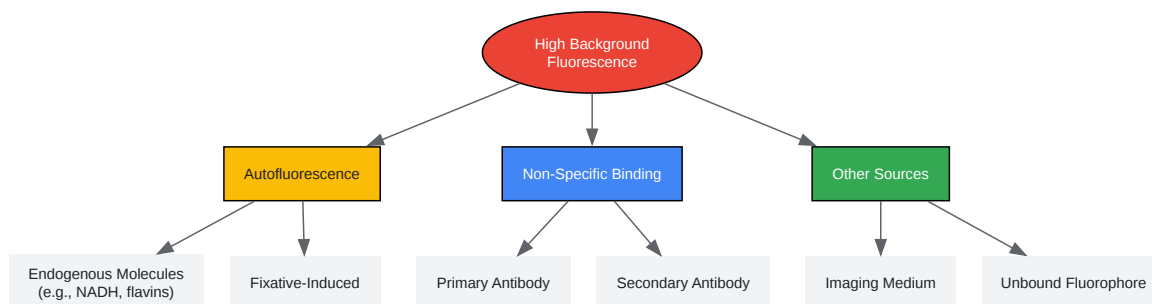 High Background
Fluorescence
Autofluorescence
Non-Specific Binding
Other Sources
Endogenous Molecules
(e.g., NADH, flavins)
Fixative-Induced
Primary Antibody
Secondary Antibody
Imaging Medium
Unbound Fluorophore